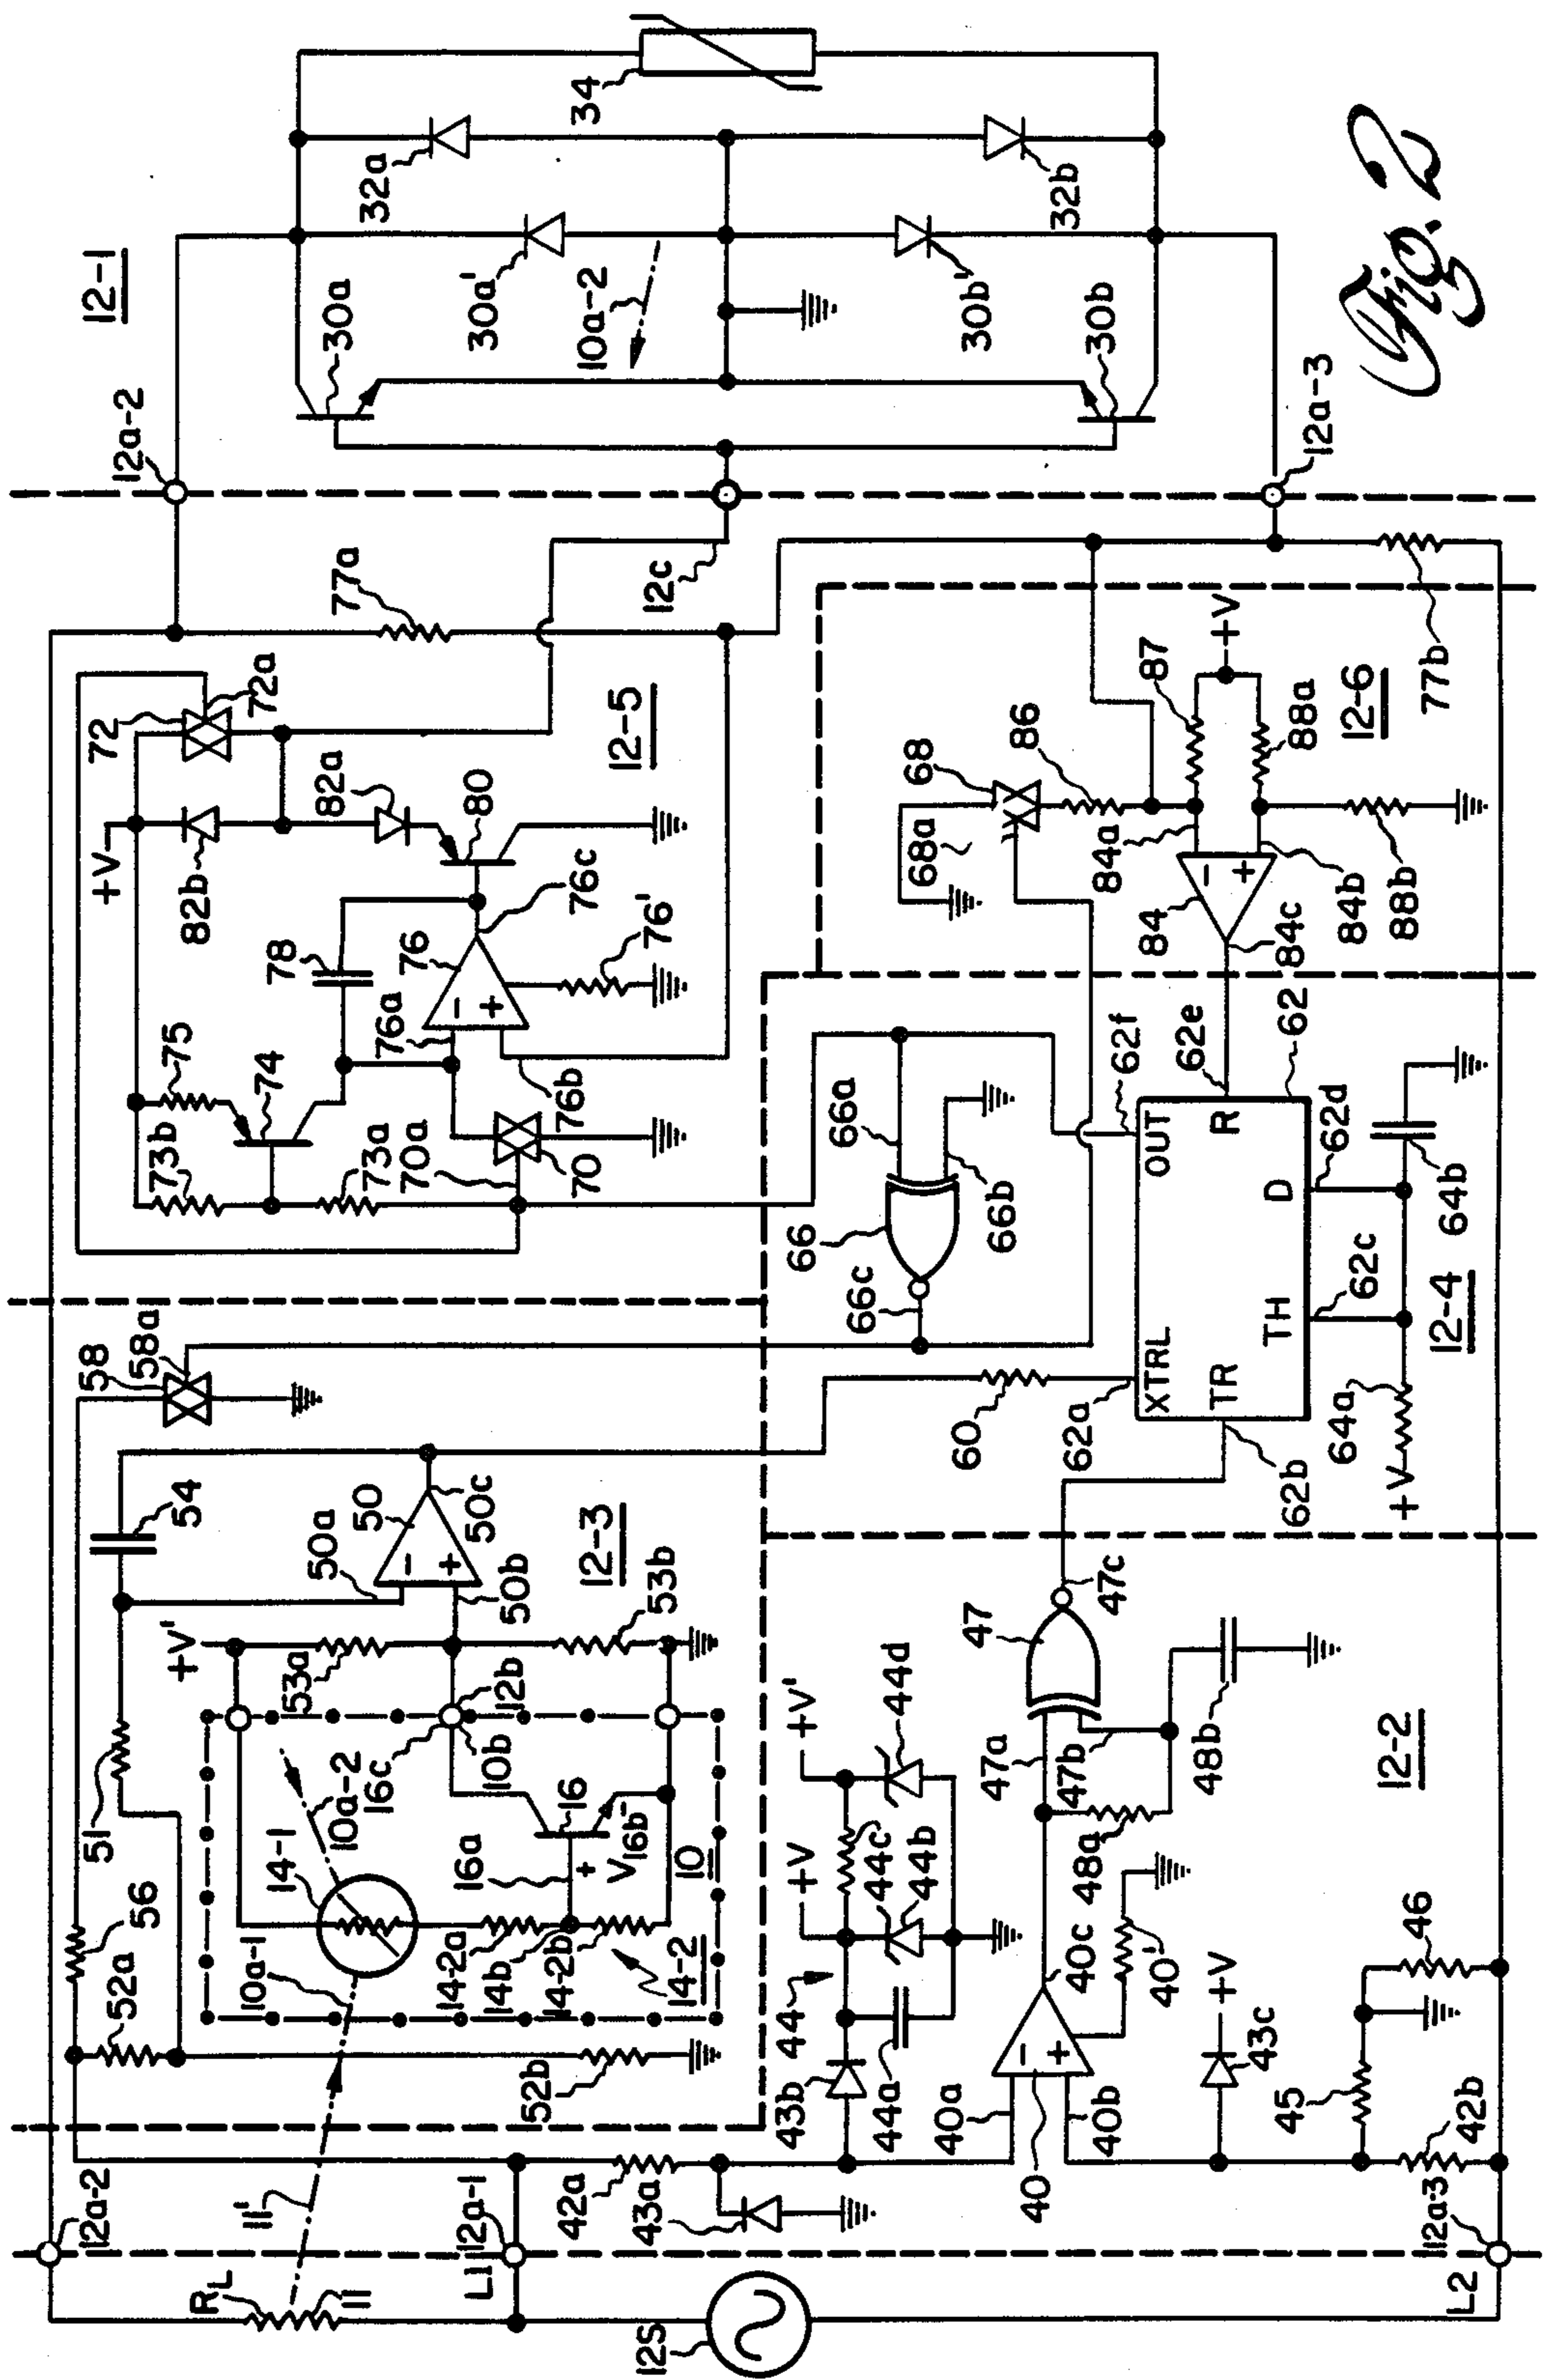 12-1
12a-2
30a
30a'
32a
34
10a-2
30b'
30b
32b
12a-3
Fig. 2
77a
12c
72
72a
+V
82b
82a
80
12-5
78
76
76c
76'
75
74
76a
76b
73b
73a
70a
70
68
68a
86
87
+V
84a
84
84b
84c
88a
88b
12-6
77b
66
66a
66b
66c
62f
62e
62
OUT
R
XTRL
TR
TH
D
62a
62b
62c
62d
60
64a
64b
+V
12-4
58
58a
54
50a
50
50c
50b
12-3
51
56
52a
52b
+V'
53a
53b
12b
10b
16c
10a-2
14-1
10a-1
16
16a
+
V16b
-
10
14-2a
14b
14-2b
14-2
47
47a
47b
47c
48a
48b
12-2
+V'
44d
+V
44c
44b
44
44a
43b
40a
40
40b
40c
40'
+V
43c
45
46
42b
42a
43a
12a-2
11'
RL
11
12a-1
L1
12S
12a-3
L2